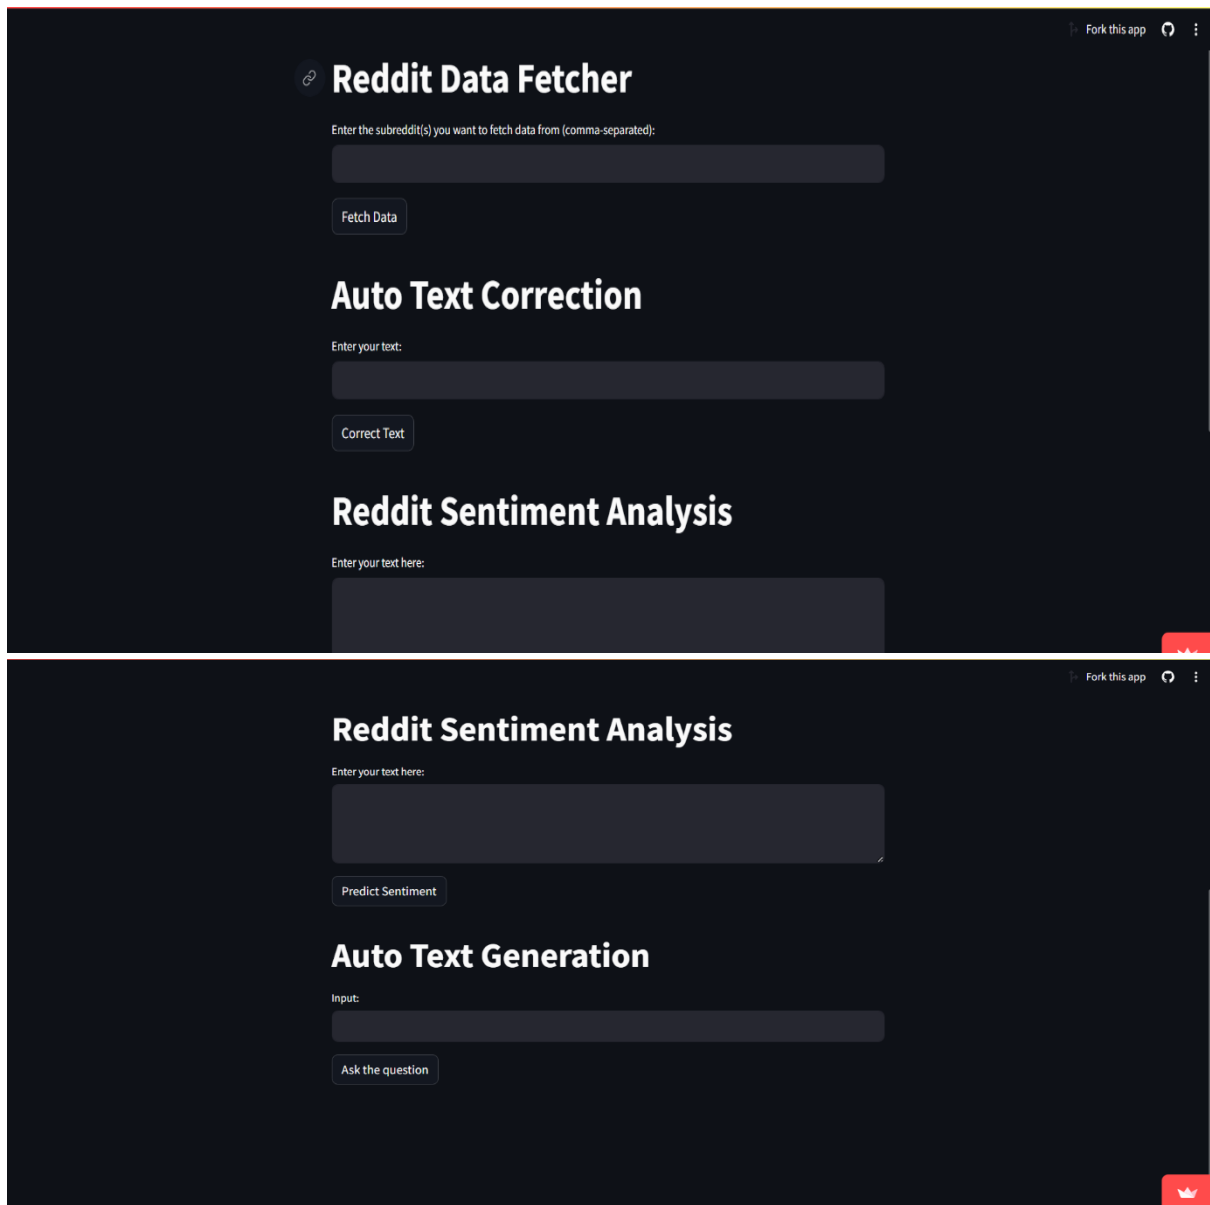 Fork this app
Reddit Data Fetcher
Enter the subreddit(s) you want to fetch data from (comma-separated):
Fetch Data
Auto Text Correction
Enter your text:
Correct Text
Reddit Sentiment Analysis
Enter your text here:
Fork this app
Reddit Sentiment Analysis
Enter your text here:
Predict Sentiment
Auto Text Generation
Input:
Ask the question